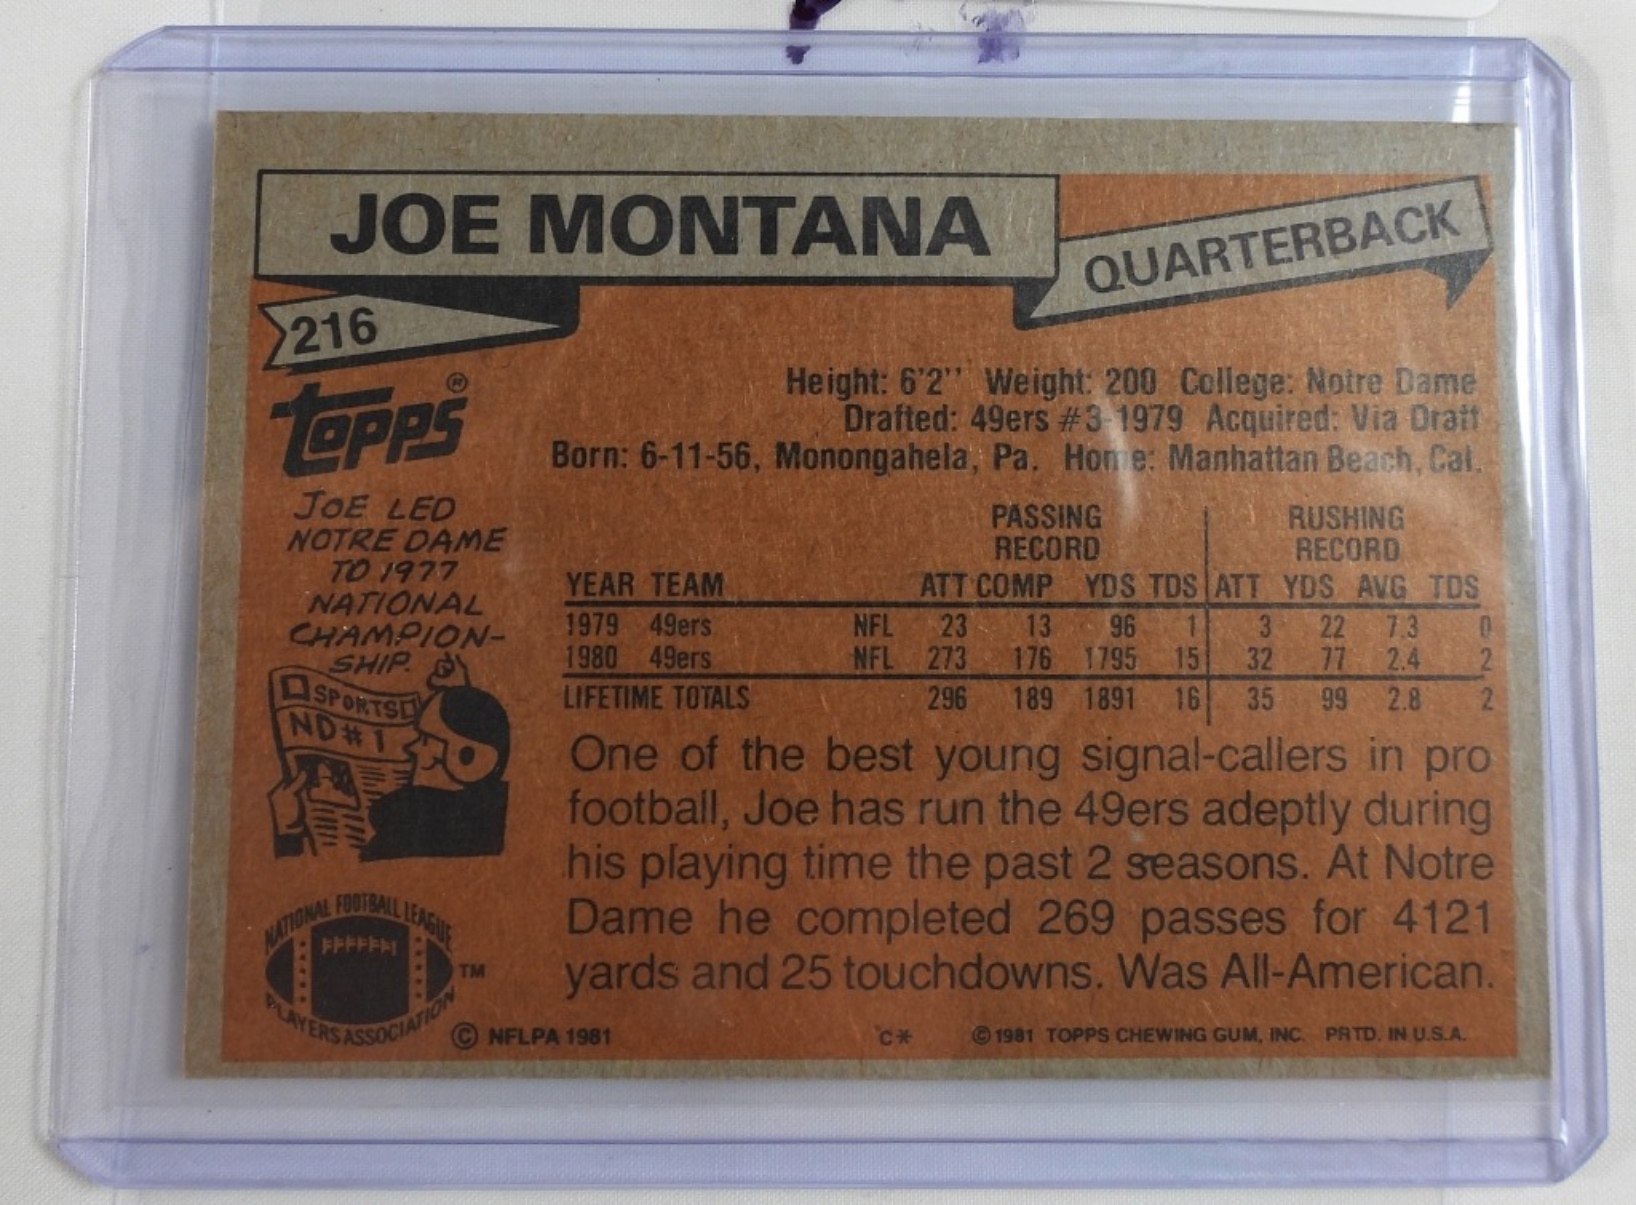 JOE MONTANA
QUARTERBACK
216
Topps®
Height: 6'2'' Weight: 200 College: Notre Dame
Drafted: 49ers #3-1979 Acquired: Via Draft
Born: 6-11-56, Monongahela, Pa. Home: Manhattan Beach, Cal.
JOE LED
NOTRE DAME
TO 1977
NATIONAL
CHAMPION-
SHIP.
SPORTS
ND#1
PASSING RUSHING
RECORD RECORD
YEAR TEAM ATT COMP YDS TDS ATT YDS AVG TDS
1979 49ers NFL 23 13 96 1 3 22 7.3 0
1980 49ers NFL 273 176 1795 15 32 77 2.4 2
LIFETIME TOTALS 296 189 1891 16 35 99 2.8 2
One of the best young signal-callers in pro
football, Joe has run the 49ers adeptly during
his playing time the past 2 seasons. At Notre
Dame he completed 269 passes for 4121
yards and 25 touchdowns. Was All-American.
NATIONAL FOOTBALL LEAGUE
PLAYERS ASSOCIATION
TM
© NFLPA 1981 C* ©1981 TOPPS CHEWING GUM, INC. PRTD. IN U.S.A.